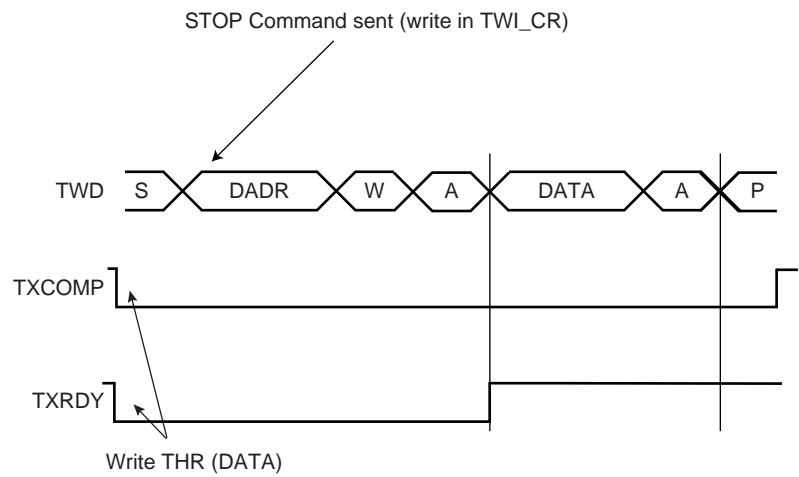 STOP Command sent (write in TWI_CR)
TWD S DADR W A DATA A P
TXCOMP
TXRDY
Write THR (DATA)